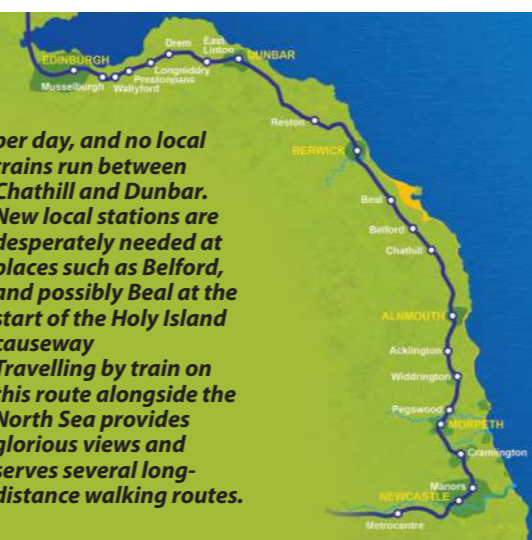 EDINBURGH
Musselburgh
Wallyford
Prestonpans
Longniddry
Drem
East
Linton
DUNBAR
Reston
BERWICK
Beal
Belford
Chathill
ALNMOUTH
Acklington
Widdrington
Pegswood
MORPETH
Cramlington
Manors
NEWCASTLE
Metrocentre
per day, and no local
trains run between
Chathill and Dunbar.
New local stations are
desperately needed at
places such as Belford,
and possibly Beal at the
start of the Holy Island
causeway
Travelling by train on
this route alongside the
North Sea provides
glorious views and
serves several long-
distance walking routes.